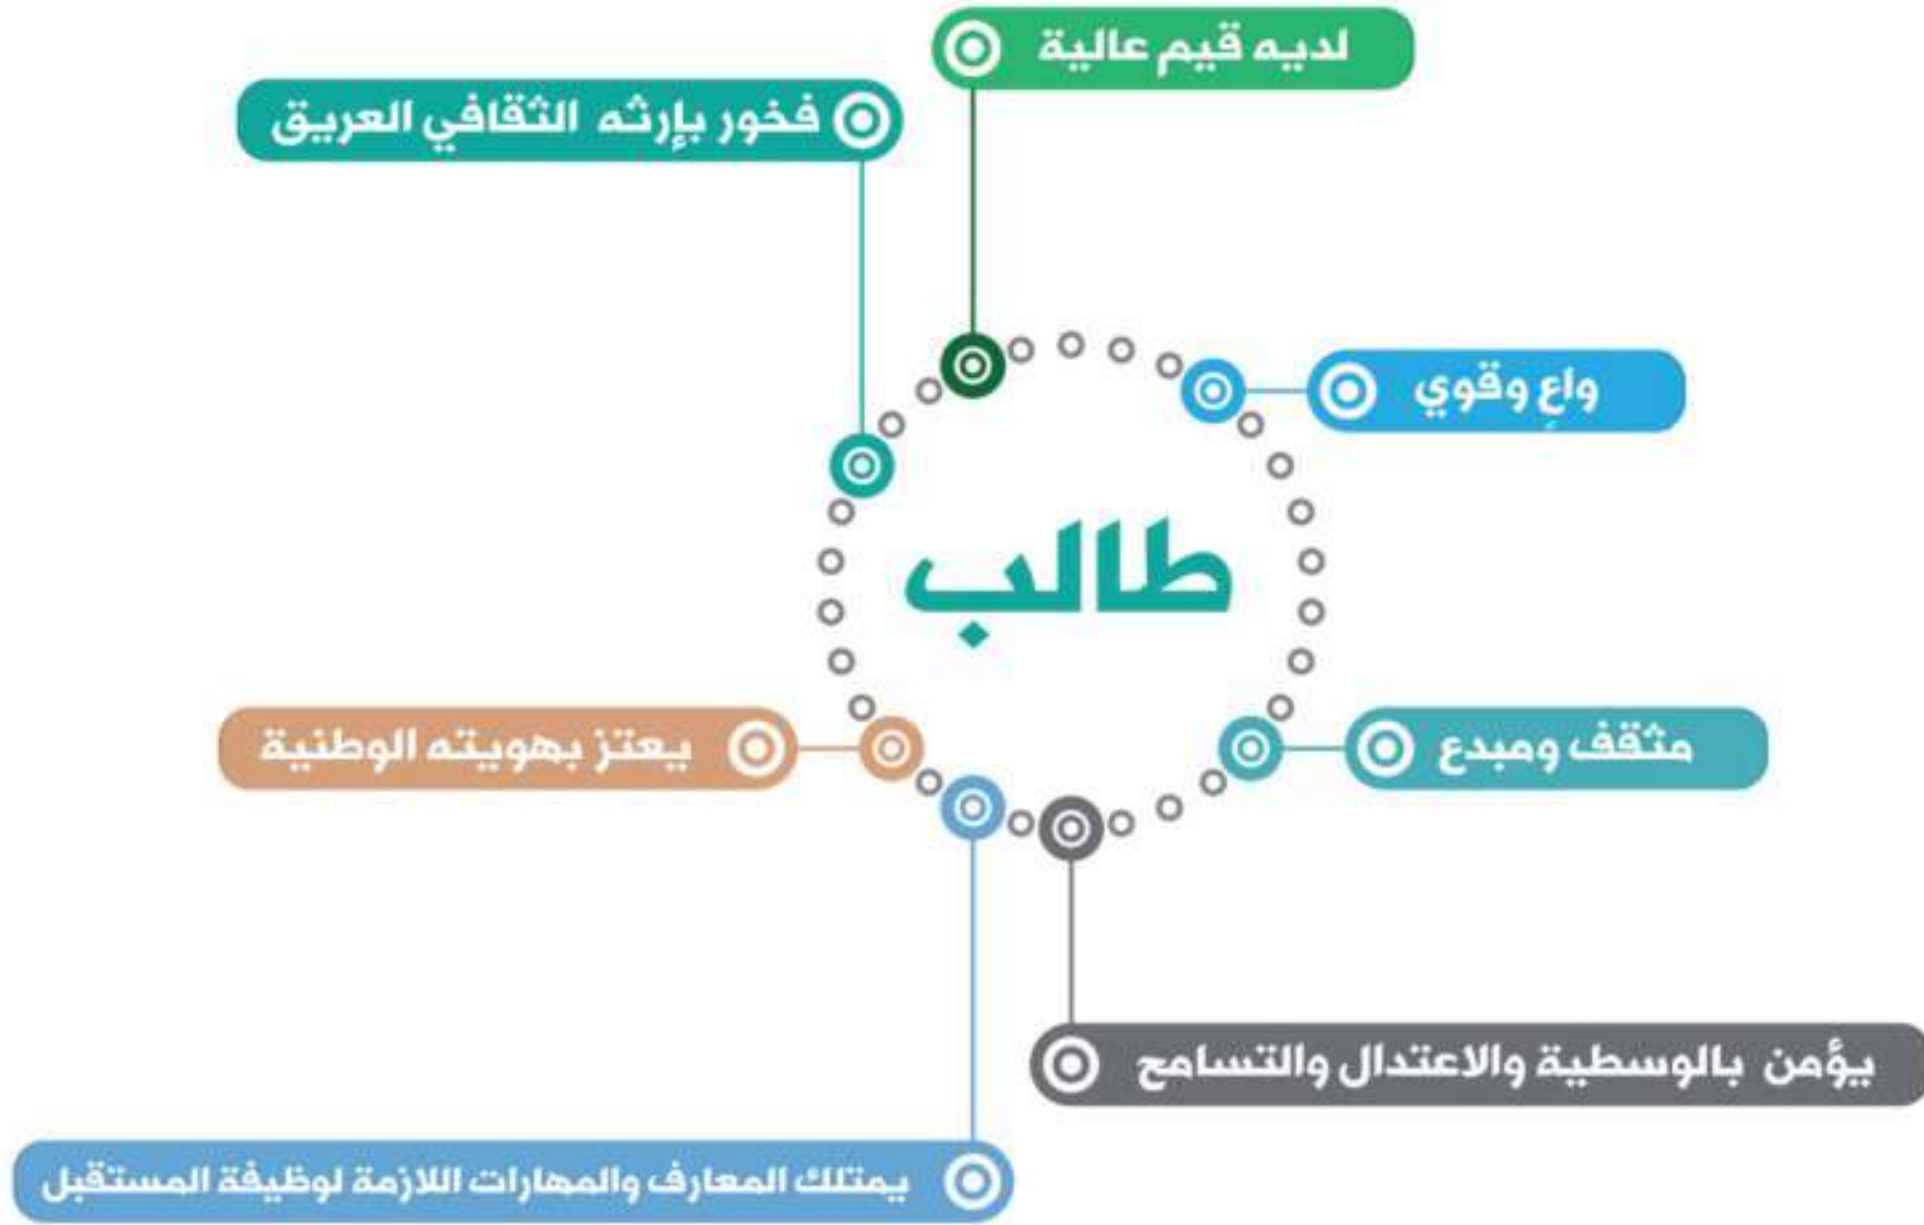 لديه قيم عالية
فخور بإرثه الثقافي العريق
واعٍ وقوي
طالب
يعتز بهويته الوطنية
مثقف ومبدع
يؤمن بالوسطية والاعتدال والتسامح
يمتلك المعارف والمهارات اللازمة لوظيفة المستقبل